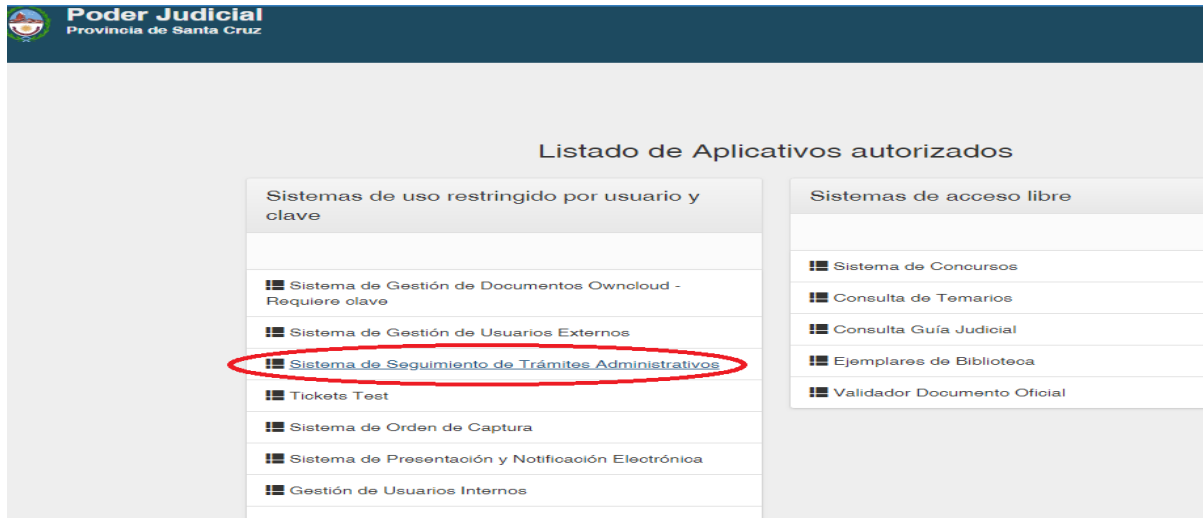 Poder Judicial
Provincia de Santa Cruz
Listado de Aplicativos autorizados
Sistemas de uso restringido por usuario y
clave
Sistema de Gestión de Documentos Owncloud -
Requiere clave
Sistema de Gestión de Usuarios Externos
Sistema de Seguimiento de Trámites Administrativos
Tickets Test
Sistema de Orden de Captura
Sistema de Presentación y Notificación Electrónica
Gestión de Usuarios Internos
Sistemas de acceso libre
Sistema de Concursos
Consulta de Temarios
Consulta Guía Judicial
Ejemplares de Biblioteca
Validador Documento Oficial